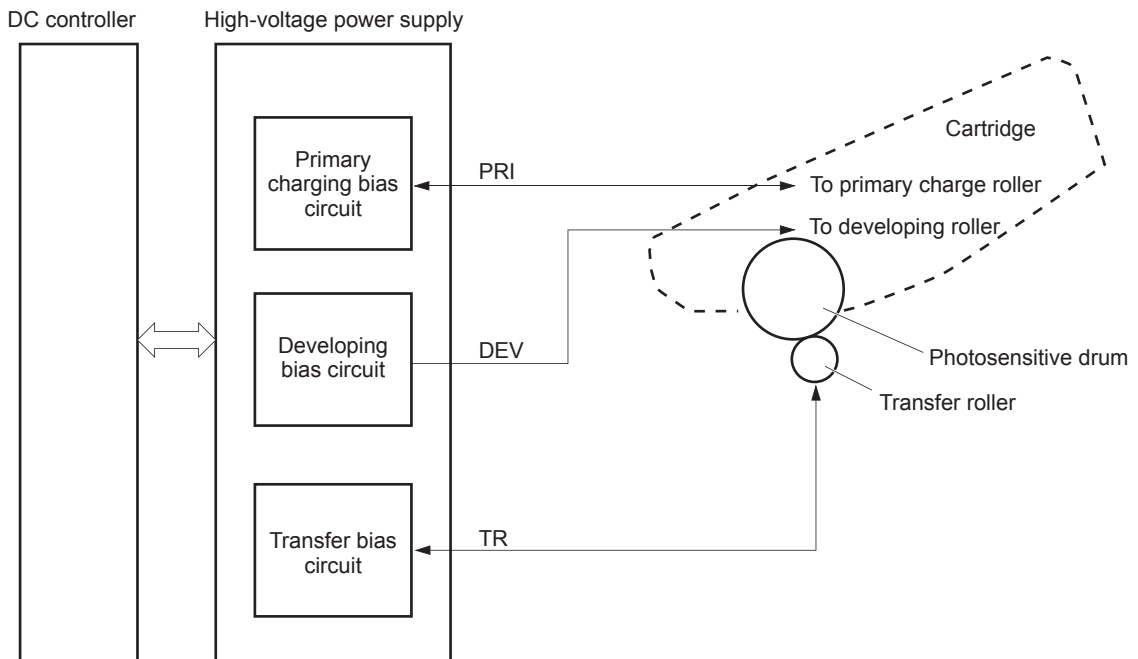 DC controller
High-voltage power supply
Primary
charging bias
circuit
PRI
Cartridge
To primary charge roller
To developing roller
Developing
bias circuit
DEV
Photosensitive drum
Transfer roller
Transfer bias
circuit
TR